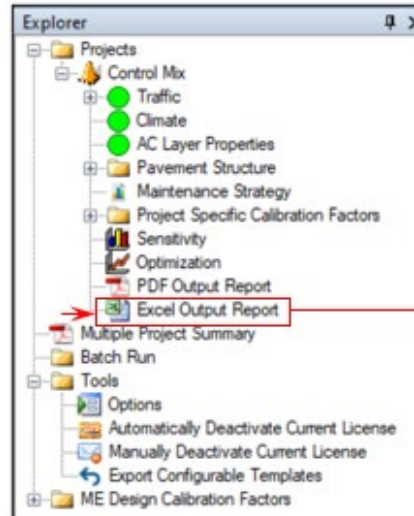 Explorer
Projects
Control Mix
Traffic
Climate
AC Layer Properties
Pavement Structure
Maintenance Strategy
Project Specific Calibration Factors
Sensitivity
Optimization
PDF Output Report
Excel Output Report
Multiple Project Summary
Batch Run
Tools
Options
Automatically Deactivate Current License
Manually Deactivate Current License
Export Configurable Templates
ME Design Calibration Factors